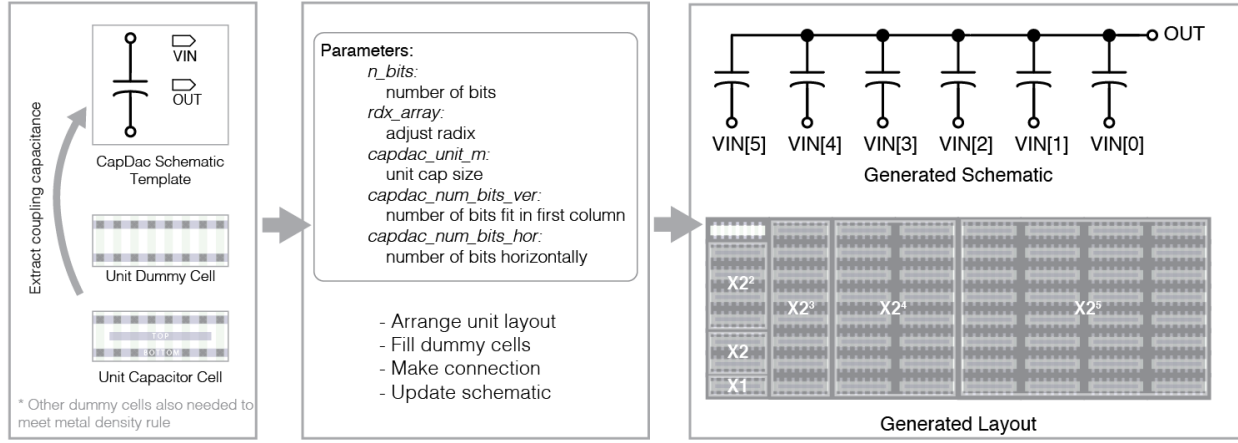 Extract coupling capacitance
VIN
OUT
CapDac Schematic
Template
Unit Dummy Cell
TOP
BOTTOM
Unit Capacitor Cell
* Other dummy cells also needed to
meet metal density rule
Parameters:
n_bits:
number of bits
rdx_array:
adjust radix
capdac_unit_m:
unit cap size
capdac_num_bits_ver:
number of bits fit in first column
capdac_num_bits_hor:
number of bits horizontally
- Arrange unit layout
- Fill dummy cells
- Make connection
- Update schematic
OUT
VIN[5] VIN[4] VIN[3] VIN[2] VIN[1] VIN[0]
Generated Schematic
X2² X2³ X2⁴ X2⁵
X2
X1
Generated Layout